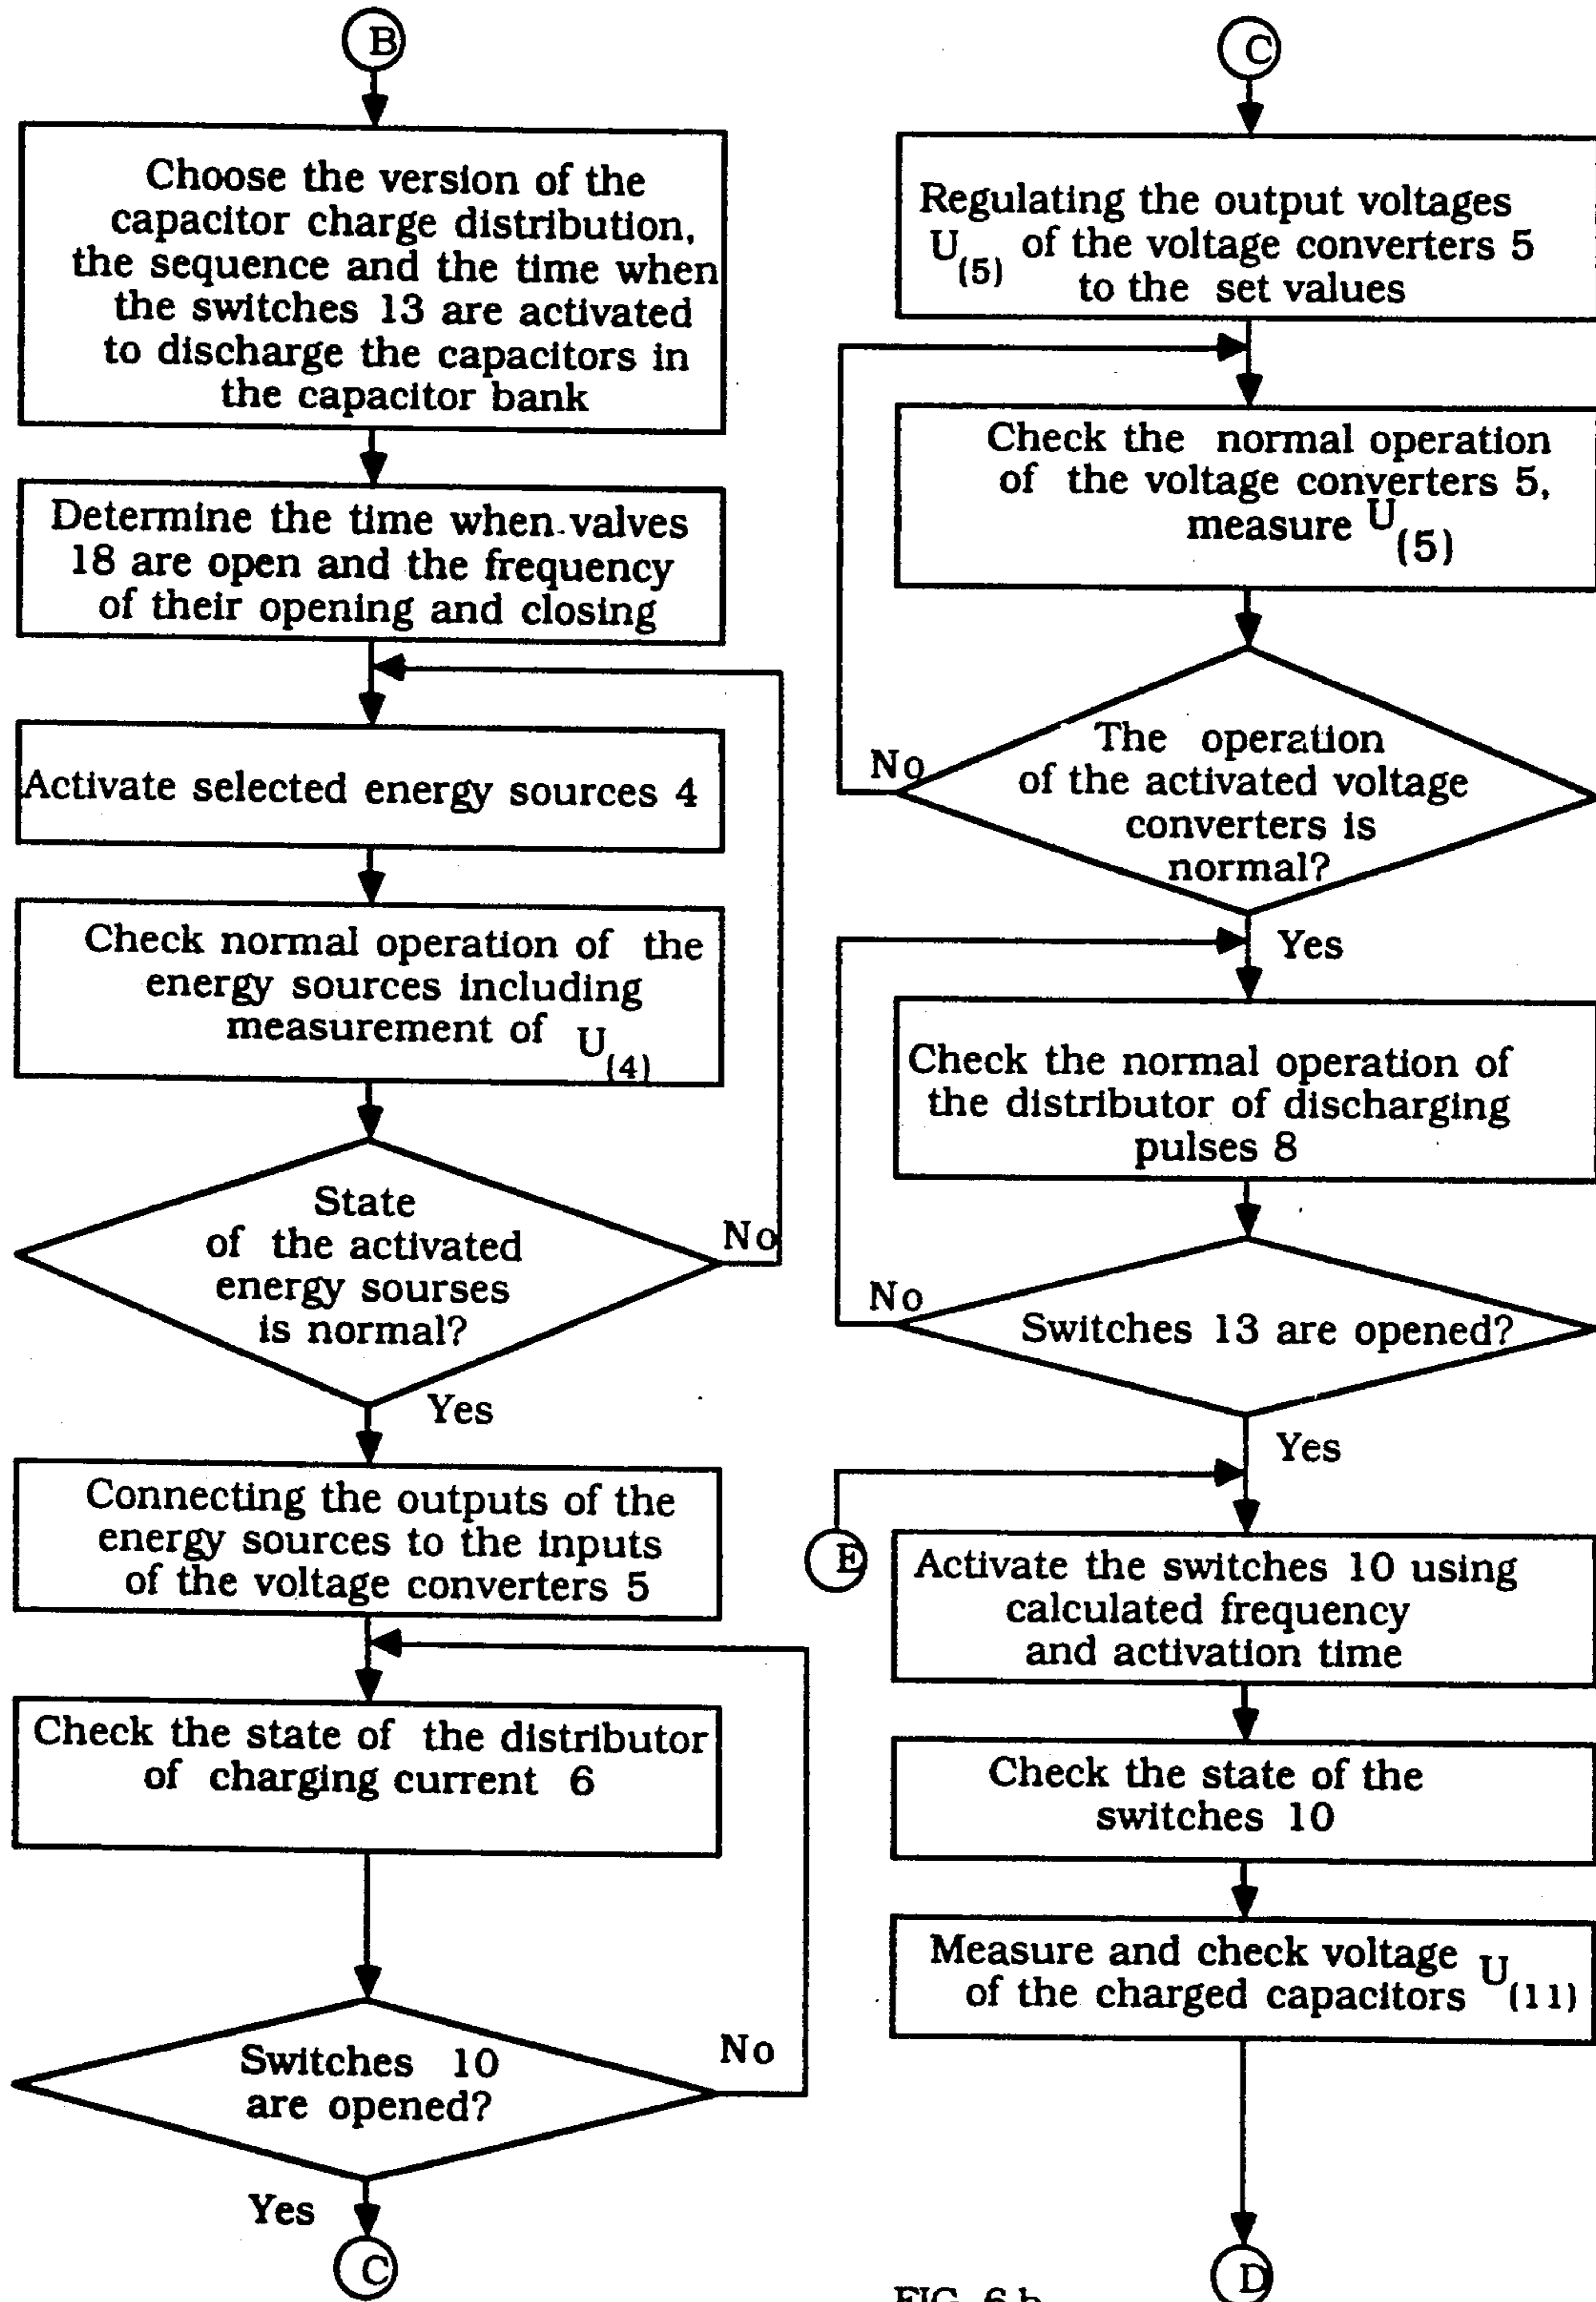 B
Choose the version of the
capacitor charge distribution,
the sequence and the time when
the switches 13 are activated
to discharge the capacitors in
the capacitor bank
Determine the time when valves
18 are open and the frequency
of their opening and closing
Activate selected energy sources 4
Check normal operation of the
energy sources including
measurement of U(4)
State
of the activated
energy sourses
is normal?
No
Yes
Connecting the outputs of the
energy sources to the inputs
of the voltage converters 5
Check the state of the distributor
of charging current 6
Switches 10
are opened?
No
Yes
C
C
Regulating the output voltages
U(5) of the voltage converters 5
to the set values
Check the normal operation
of the voltage converters 5,
measure U(5)
The operation
of the activated voltage
converters is
normal?
No
Yes
Check the normal operation of
the distributor of discharging
pulses 8
Switches 13 are opened?
No
Yes
E
Activate the switches 10 using
calculated frequency
and activation time
Check the state of the
switches 10
Measure and check voltage
of the charged capacitors U(11)
D
FIG. 6 b